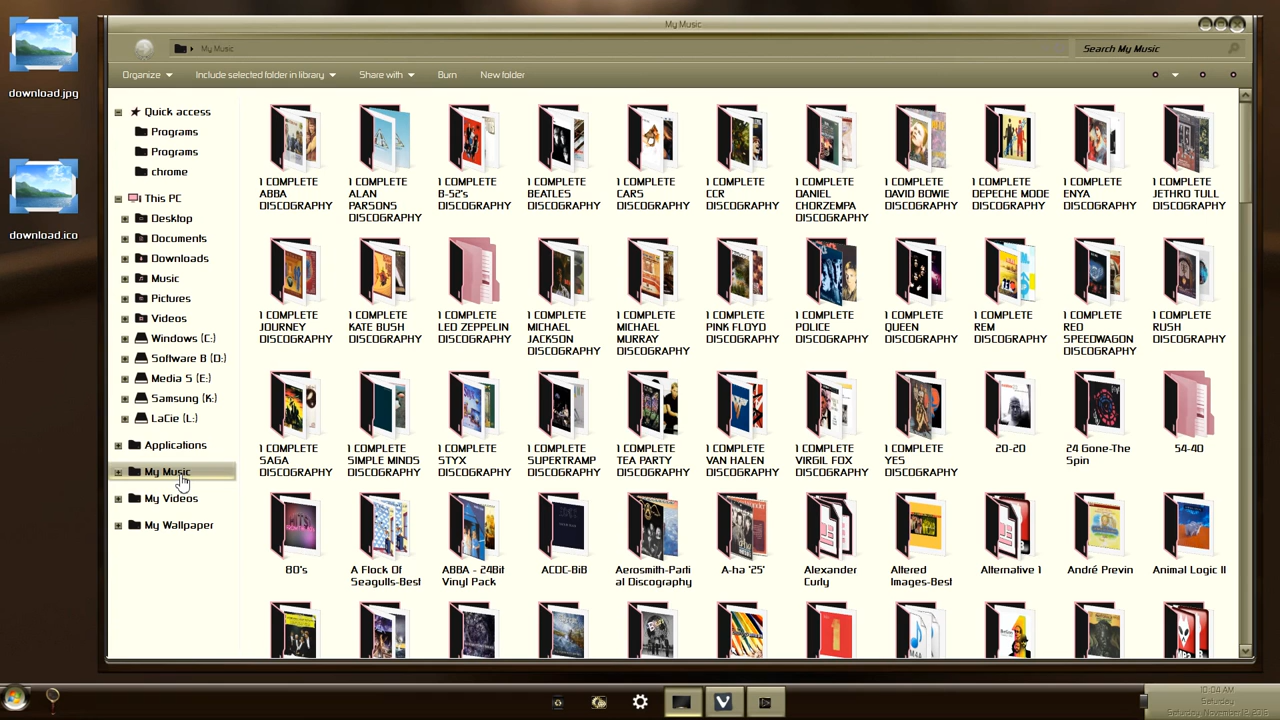 My Music
download.jpg
download.ico
My Music
Search My Music
Organize
Include selected folder in library
Share with
Burn
New folder
Quick access
Programs
Programs
chrome
This PC
Desktop
Documents
Downloads
Music
Pictures
Videos
Windows (C:)
Software B (D:)
Media S (E:)
Samsung (K:)
LaCie (L:)
Applications
My Music
My Videos
My Wallpaper
1 COMPLETE
ABBA
DISCOGRAPHY
1 COMPLETE
ALAN
PARSONS
DISCOGRAPHY
1 COMPLETE
B-52's
DISCOGRAPHY
1 COMPLETE
BEATLES
DISCOGRAPHY
1 COMPLETE
CARS
DISCOGRAPHY
1 COMPLETE
CCR
DISCOGRAPHY
1 COMPLETE
DANIEL
CHORZEMPA
DISCOGRAPHY
1 COMPLETE
DAVID BOWIE
DISCOGRAPHY
1 COMPLETE
DEPECHE MODE
DISCOGRAPHY
1 COMPLETE
ENYA
DISCOGRAPHY
1 COMPLETE
JETHRO TULL
DISCOGRAPHY
1 COMPLETE
JOURNEY
DISCOGRAPHY
1 COMPLETE
KATE BUSH
DISCOGRAPHY
1 COMPLETE
LED ZEPPELIN
DISCOGRAPHY
1 COMPLETE
MICHAEL
JACKSON
DISCOGRAPHY
1 COMPLETE
MICHAEL
MURRAY
DISCOGRAPHY
1 COMPLETE
PINK FLOYD
DISCOGRAPHY
1 COMPLETE
POLICE
DISCOGRAPHY
1 COMPLETE
QUEEN
DISCOGRAPHY
1 COMPLETE
REM
DISCOGRAPHY
1 COMPLETE
REO
SPEEDWAGON
DISCOGRAPHY
1 COMPLETE
RUSH
DISCOGRAPHY
1 COMPLETE
SAGA
DISCOGRAPHY
1 COMPLETE
SIMPLE MINDS
DISCOGRAPHY
1 COMPLETE
STYX
DISCOGRAPHY
1 COMPLETE
SUPERTRAMP
DISCOGRAPHY
1 COMPLETE
TEA PARTY
DISCOGRAPHY
1 COMPLETE
VAN HALEN
DISCOGRAPHY
1 COMPLETE
VIRGIL FOX
DISCOGRAPHY
1 COMPLETE
YES
DISCOGRAPHY
20-20
24 Gone-The
Spin
54-40
80's
A Flock Of
Seagulls-Best
ABBA - 24Bit
Vinyl Pack
ACDC-BiB
Aerosmith-Parti
al Discography
A-ha '25'
Alexander
Curly
Altered
Images-Best
Alternative 1
André Previn
Animal Logic II
10:04 AM
Saturday